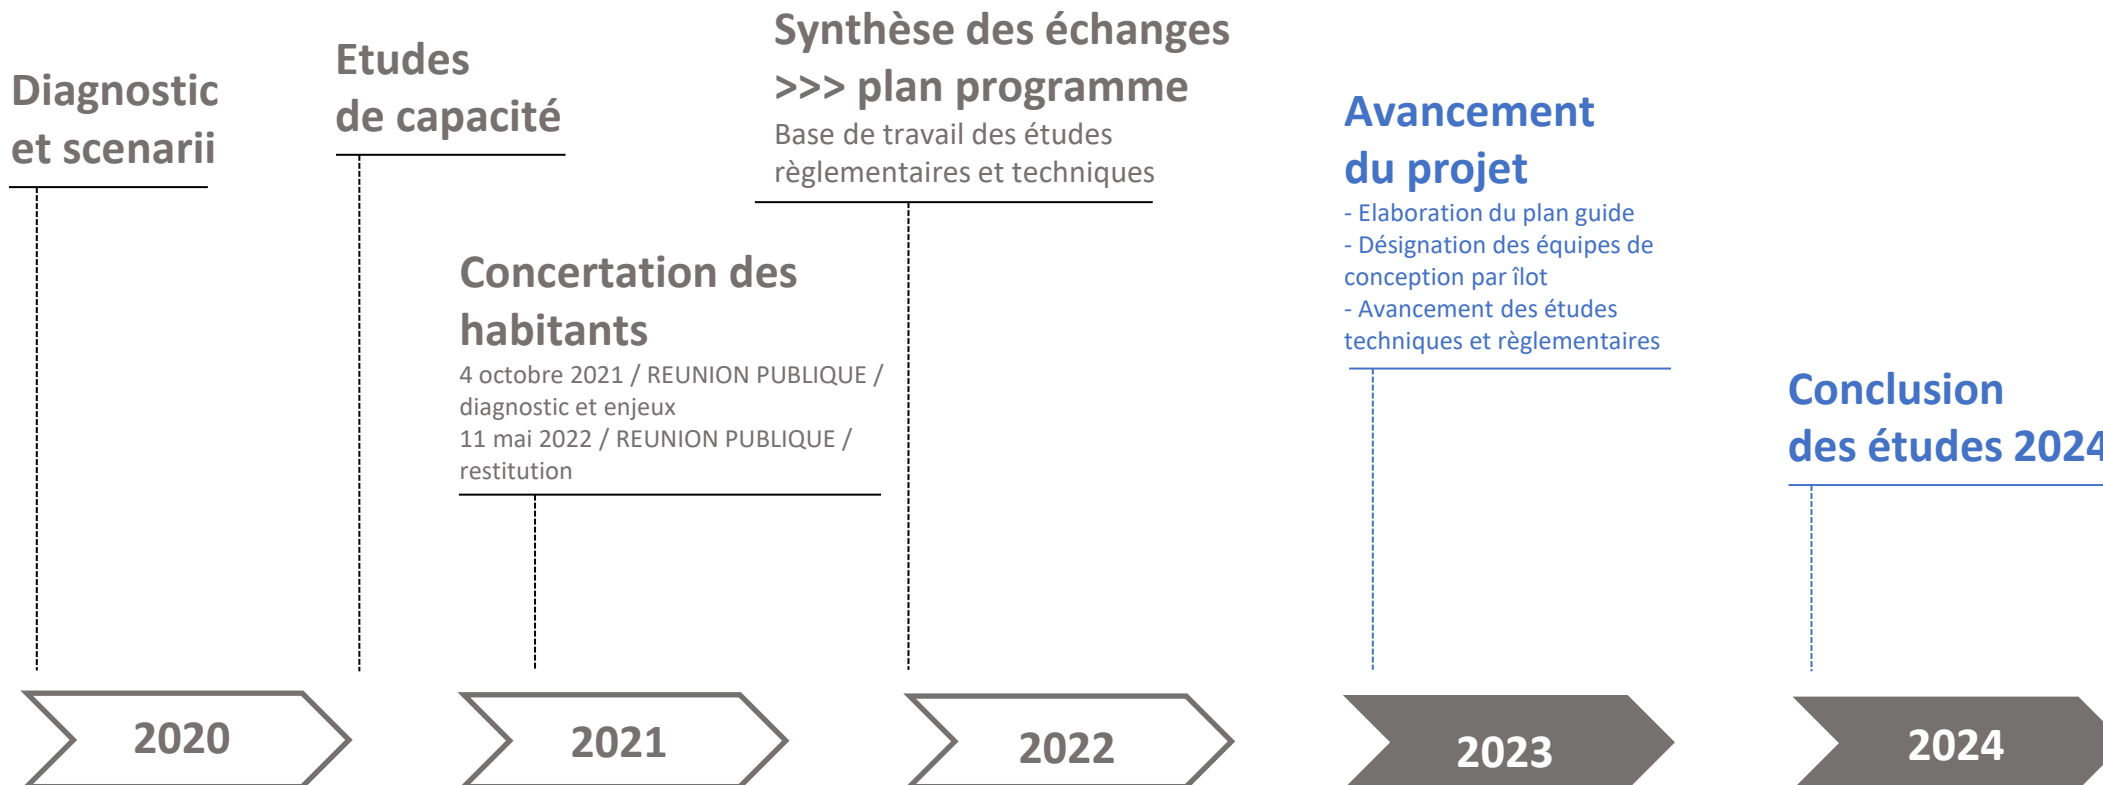 Diagnostic
et scenarii
Etudes
de capacité
Concertation des
habitants
4 octobre 2021 / REUNION PUBLIQUE /
diagnostic et enjeux
11 mai 2022 / REUNION PUBLIQUE /
restitution
Synthèse des échanges
>>> plan programme
Base de travail des études
règlementaires et techniques
Avancement
du projet
- Elaboration du plan guide
- Désignation des équipes de
conception par îlot
- Avancement des études
techniques et règlementaires
Conclusion
des études 2024
2020
2021
2022
2023
2024